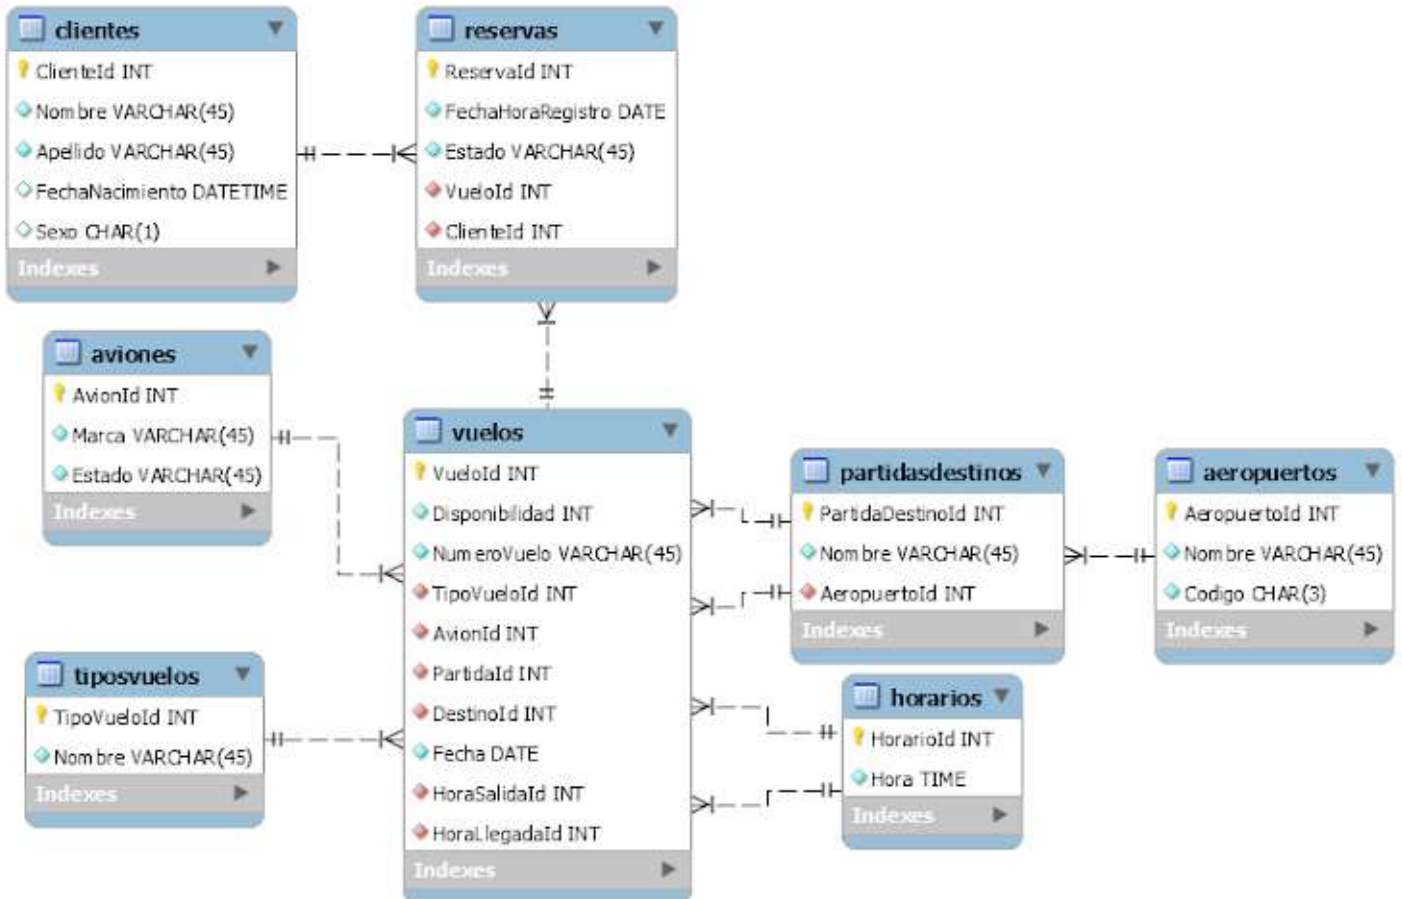 clientes
ClienteId INT
Nombre VARCHAR(45)
Apellido VARCHAR(45)
FechaNacimiento DATETIME
Sexo CHAR(1)
Indexes
reservas
ReservaId INT
FechaHoraRegistro DATE
Estado VARCHAR(45)
VueloId INT
ClienteId INT
Indexes
aviones
AvionId INT
Marca VARCHAR(45)
Estado VARCHAR(45)
Indexes
vuelos
VueloId INT
Disponibilidad INT
NumeroVuelo VARCHAR(45)
TipoVueloId INT
AvionId INT
PartidaId INT
DestinoId INT
Fecha DATE
HoraSalidaId INT
HoraLlegadaId INT
Indexes
partidasdestinos
PartidaDestinoId INT
Nombre VARCHAR(45)
AeropuertoId INT
Indexes
aeropuertos
AeropuertoId INT
Nombre VARCHAR(45)
Codigo CHAR(3)
Indexes
tiposvuelos
TipoVueloId INT
Nombre VARCHAR(45)
Indexes
horarios
HorarioId INT
Hora TIME
Indexes